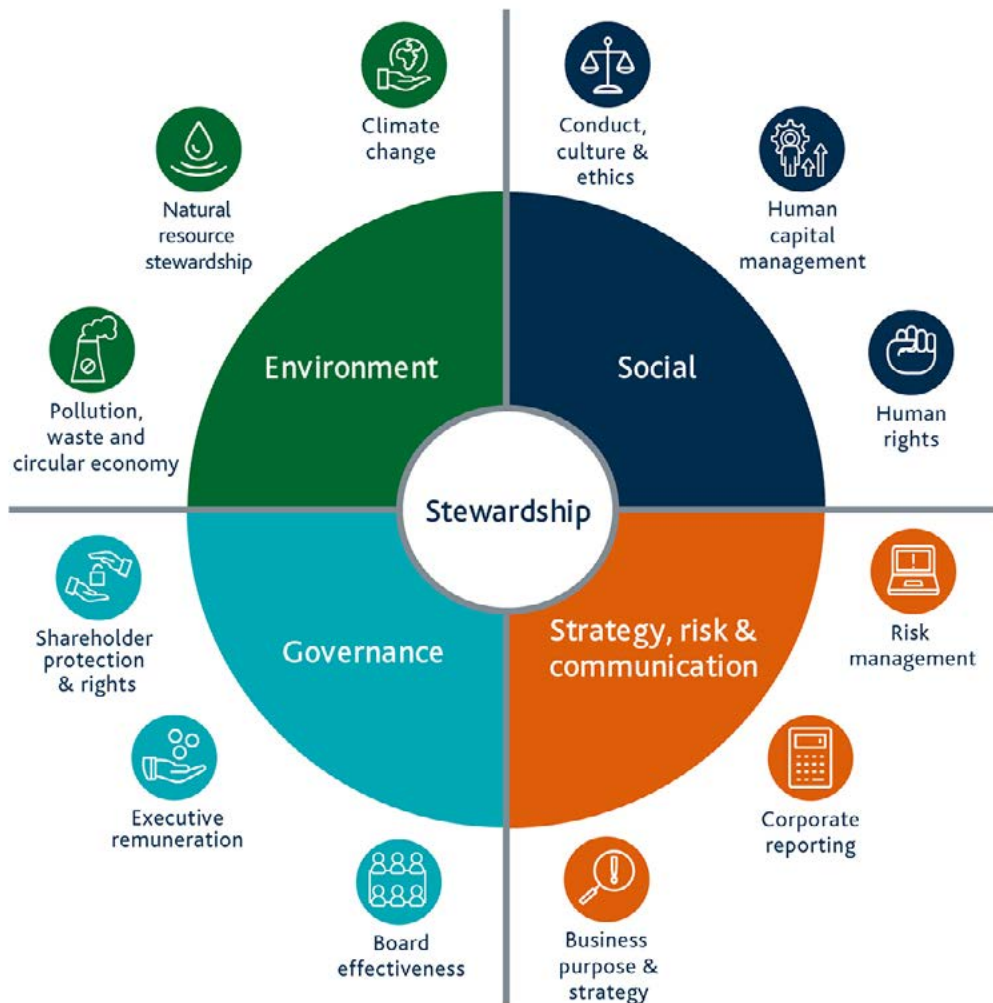 Climate
change
Natural
resource
stewardship
Pollution,
waste and
circular economy
Environment
Conduct,
culture &
ethics
Human
capital
management
Human
rights
Social
Stewardship
Shareholder
protection
& rights
Executive
remuneration
Board
effectiveness
Governance
Strategy, risk &
communication
Risk
management
Corporate
reporting
Business
purpose &
strategy